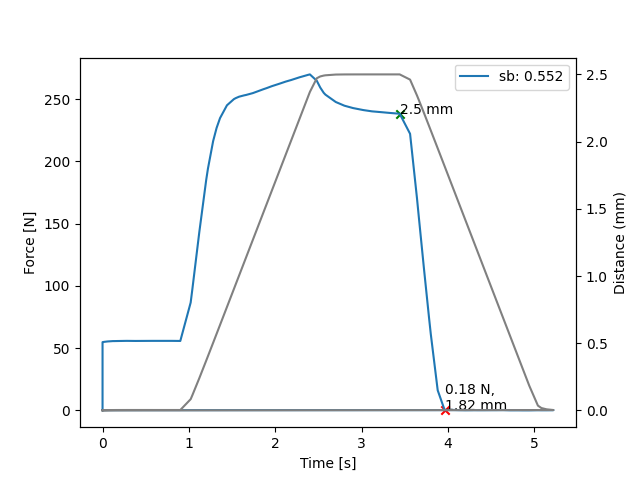 sb: 0.552
2.5 mm
0.18 N,
1.82 mm
Force [N]
250
200
150
100
50
0
Distance (mm)
2.5
2.0
1.5
1.0
0.5
0.0
0 1 2 3 4 5
Time [s]